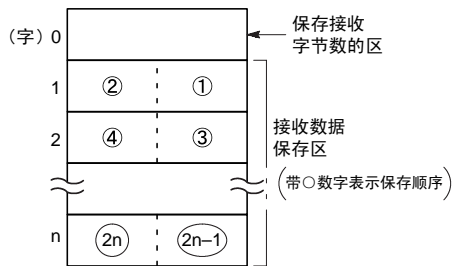 (字) 0
保存接收
字节数的区
1 ② ①
2 ④ ③
接收数据
保存区
(带○数字表示保存顺序)
n 2n 2n–1